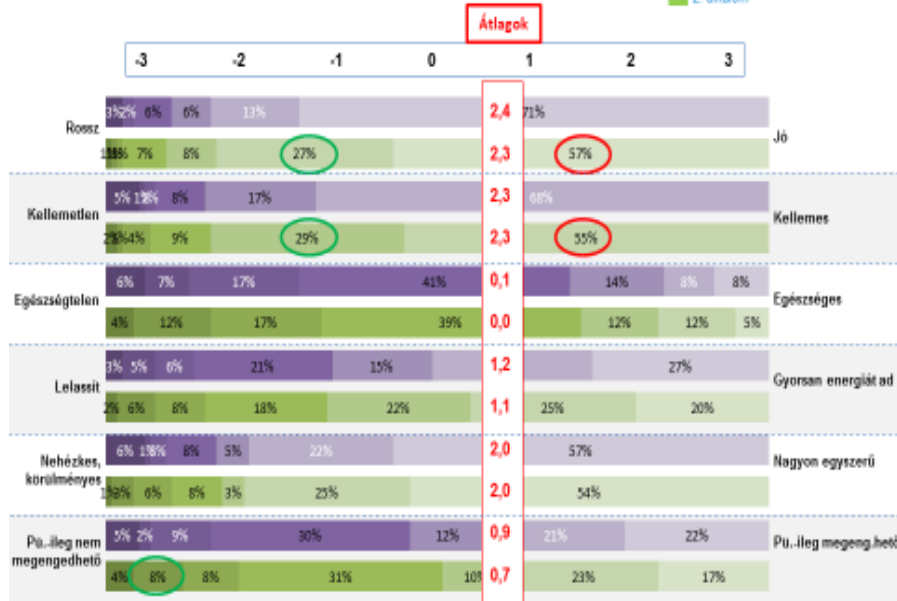 Átlagok
-3 -2 -1 0 1 2 3
Rossz
6% 6% 13% 2,4 71%
7% 8% 27% 2,3 57%
Jó
Kellemetlen
5% 8% 17% 2,3 68%
4% 9% 29% 2,3 55%
Kellemes
Egészségtelen
6% 7% 17% 41% 0,1 14% 8% 8%
4% 12% 17% 39% 0,0 12% 12% 5%
Egészséges
Lelassít
3% 5% 6% 21% 15% 1,2 27%
2% 6% 8% 18% 22% 1,1 25% 20%
Gyorsan energiát ad
Nehézkes,
körülményes
6% 8% 5% 22% 2,0 57%
6% 8% 3% 25% 2,0 54%
Nagyon egyszerű
Pü.-ileg nem
megengedhető
5% 2% 9% 30% 12% 0,9 21% 22%
4% 8% 8% 31% 10% 0,7 23% 17%
Pü.-ileg megeng.hető